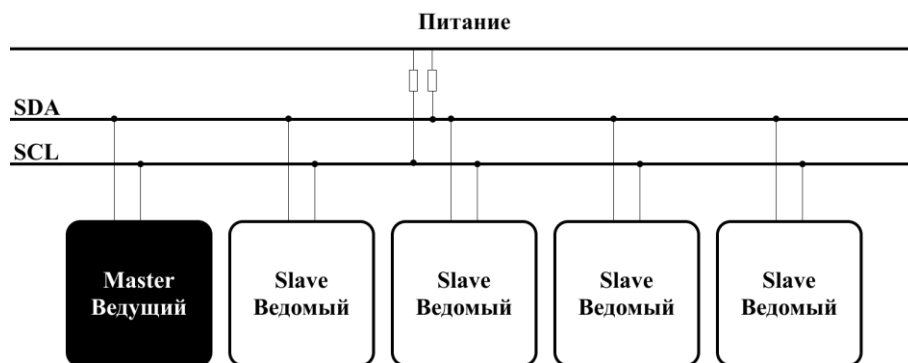 Питание
SDA
SCL
Master
Ведущий
Slave
Ведомый
Slave
Ведомый
Slave
Ведомый
Slave
Ведомый